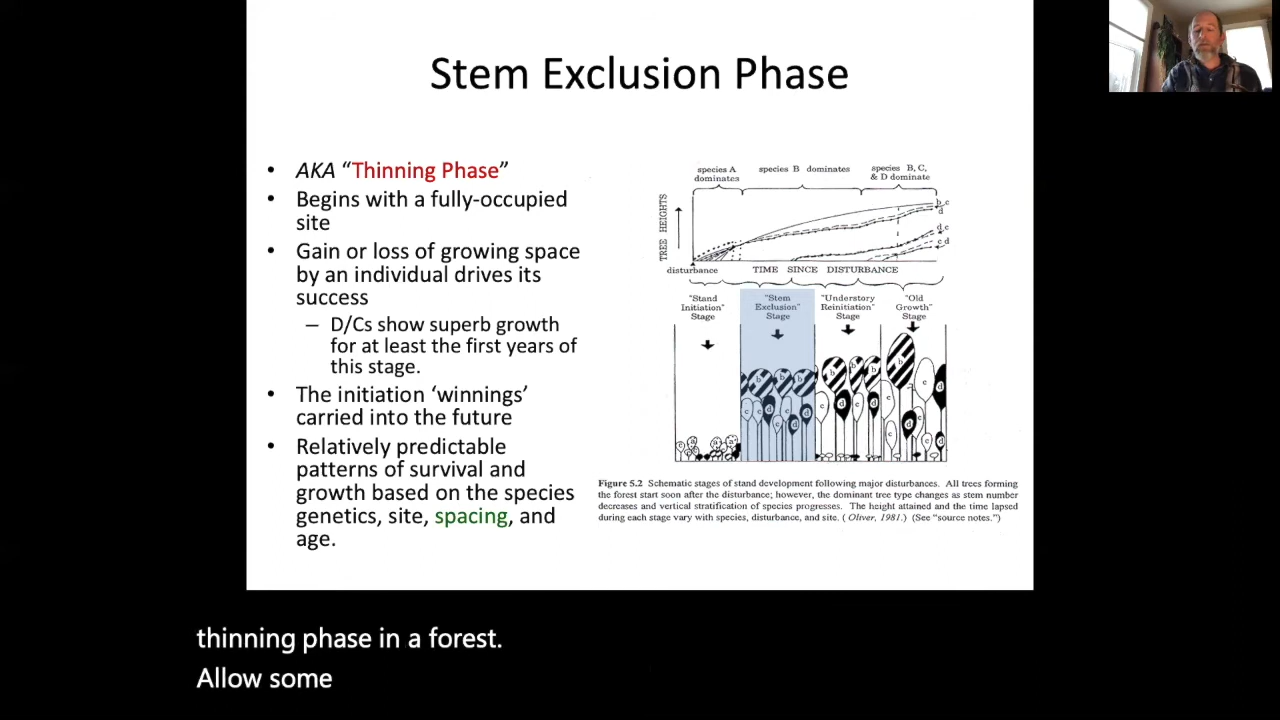 Stem Exclusion Phase
• AKA “Thinning Phase”
• Begins with a fully-occupied
site
• Gain or loss of growing space
by an individual drives its
success
– D/Cs show superb growth
for at least the first years of
this stage.
• The initiation ‘winnings’
carried into the future
• Relatively predictable
patterns of survival and
growth based on the species
genetics, site, spacing, and
age.
species A
dominates
species B dominates
species B, C,
& D dominate
TREE HEIGHTS
disturbance
TIME SINCE DISTURBANCE
"Stand
Initiation"
Stage
"Stem
Exclusion"
Stage
"Understory
Reinitiation"
Stage
"Old
Growth"
Stage
Figure 5.2 Schematic stages of stand development following major disturbances. All trees forming
the forest start soon after the disturbance; however, the dominant tree type changes as stem number
decreases and vertical stratification of species progresses. The height attained and the time lapsed
during each stage vary with species, disturbance, and site. ( Oliver, 1981.) (See “source notes.”)
thinning phase in a forest.
Allow some